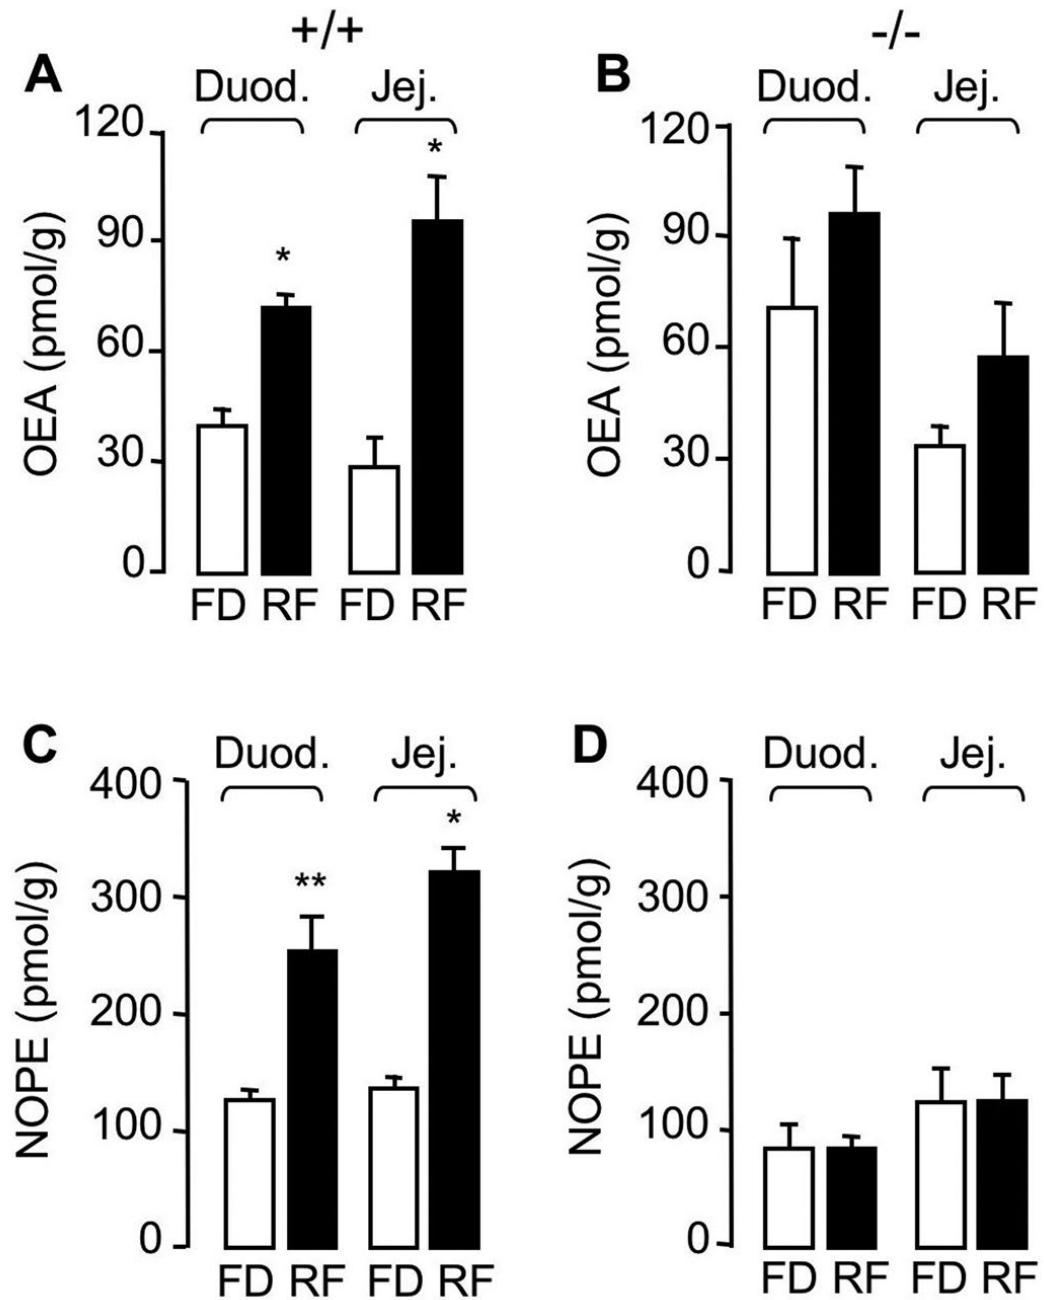 +/+ -/-
A Duod. Jej.
120
90
60
30
0
OEA (pmol/g)
* *
FD RF FD RF
B Duod. Jej.
120
90
60
30
0
OEA (pmol/g)
FD RF FD RF
C Duod. Jej.
400
300
200
100
0
NOPE (pmol/g)
** *
FD RF FD RF
D Duod. Jej.
400
300
200
100
0
NOPE (pmol/g)
FD RF FD RF